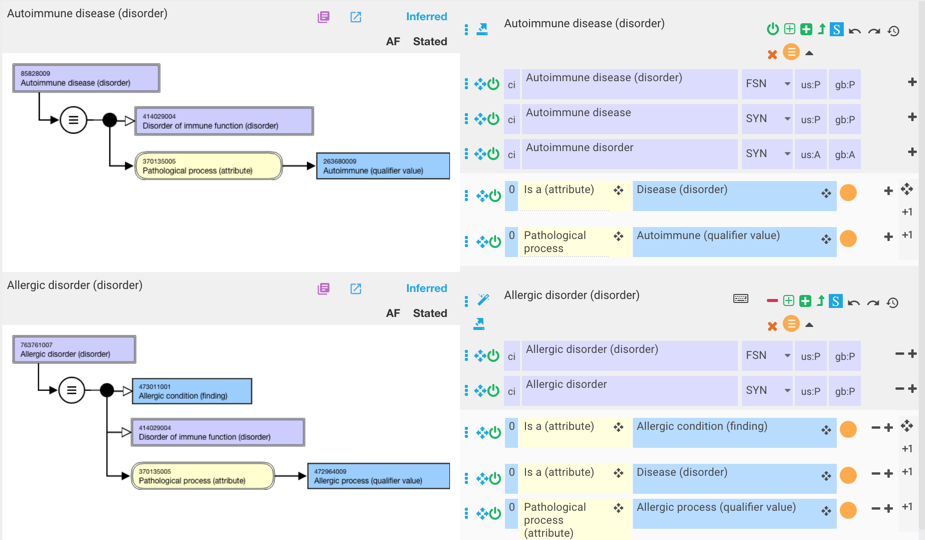 Autoimmune disease (disorder)
Inferred
AF Stated
85828009
Autoimmune disease (disorder)
414029004
Disorder of immune function (disorder)
370135005
Pathological process (attribute)
263680009
Autoimmune (qualifier value)
Autoimmune disease (disorder)
S
ci Autoimmune disease (disorder) FSN us:P gb:P
ci Autoimmune disease SYN us:P gb:P
ci Autoimmune disorder SYN us:A gb:A
0 Is a (attribute) Disease (disorder)
+1
0 Pathological Autoimmune (qualifier value) +1
process
Allergic disorder (disorder)
Inferred
AF Stated
763761007
Allergic disorder (disorder)
473011001
Allergic condition (finding)
414029004
Disorder of immune function (disorder)
370135005
Pathological process (attribute)
472964009
Allergic process (qualifier value)
Allergic disorder (disorder)
S
ci Allergic disorder (disorder) FSN us:P gb:P
ci Allergic disorder SYN us:P gb:P
0 Is a (attribute) Allergic condition (finding)
+1
0 Is a (attribute) Disease (disorder) +1
0 Pathological Allergic process (qualifier value) +1
process
(attribute)